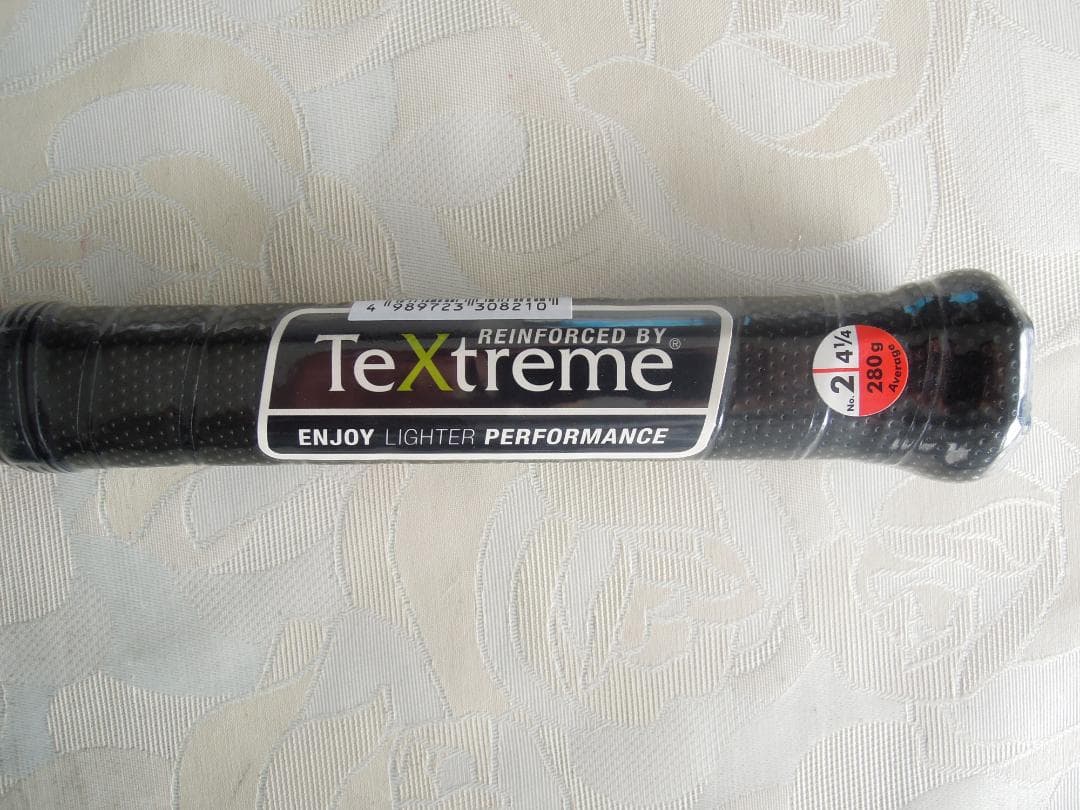 4 989723 308210
REINFORCED BY
TeXtreme®
ENJOY LIGHTER PERFORMANCE
No. 2 4 1/4
280g
Average